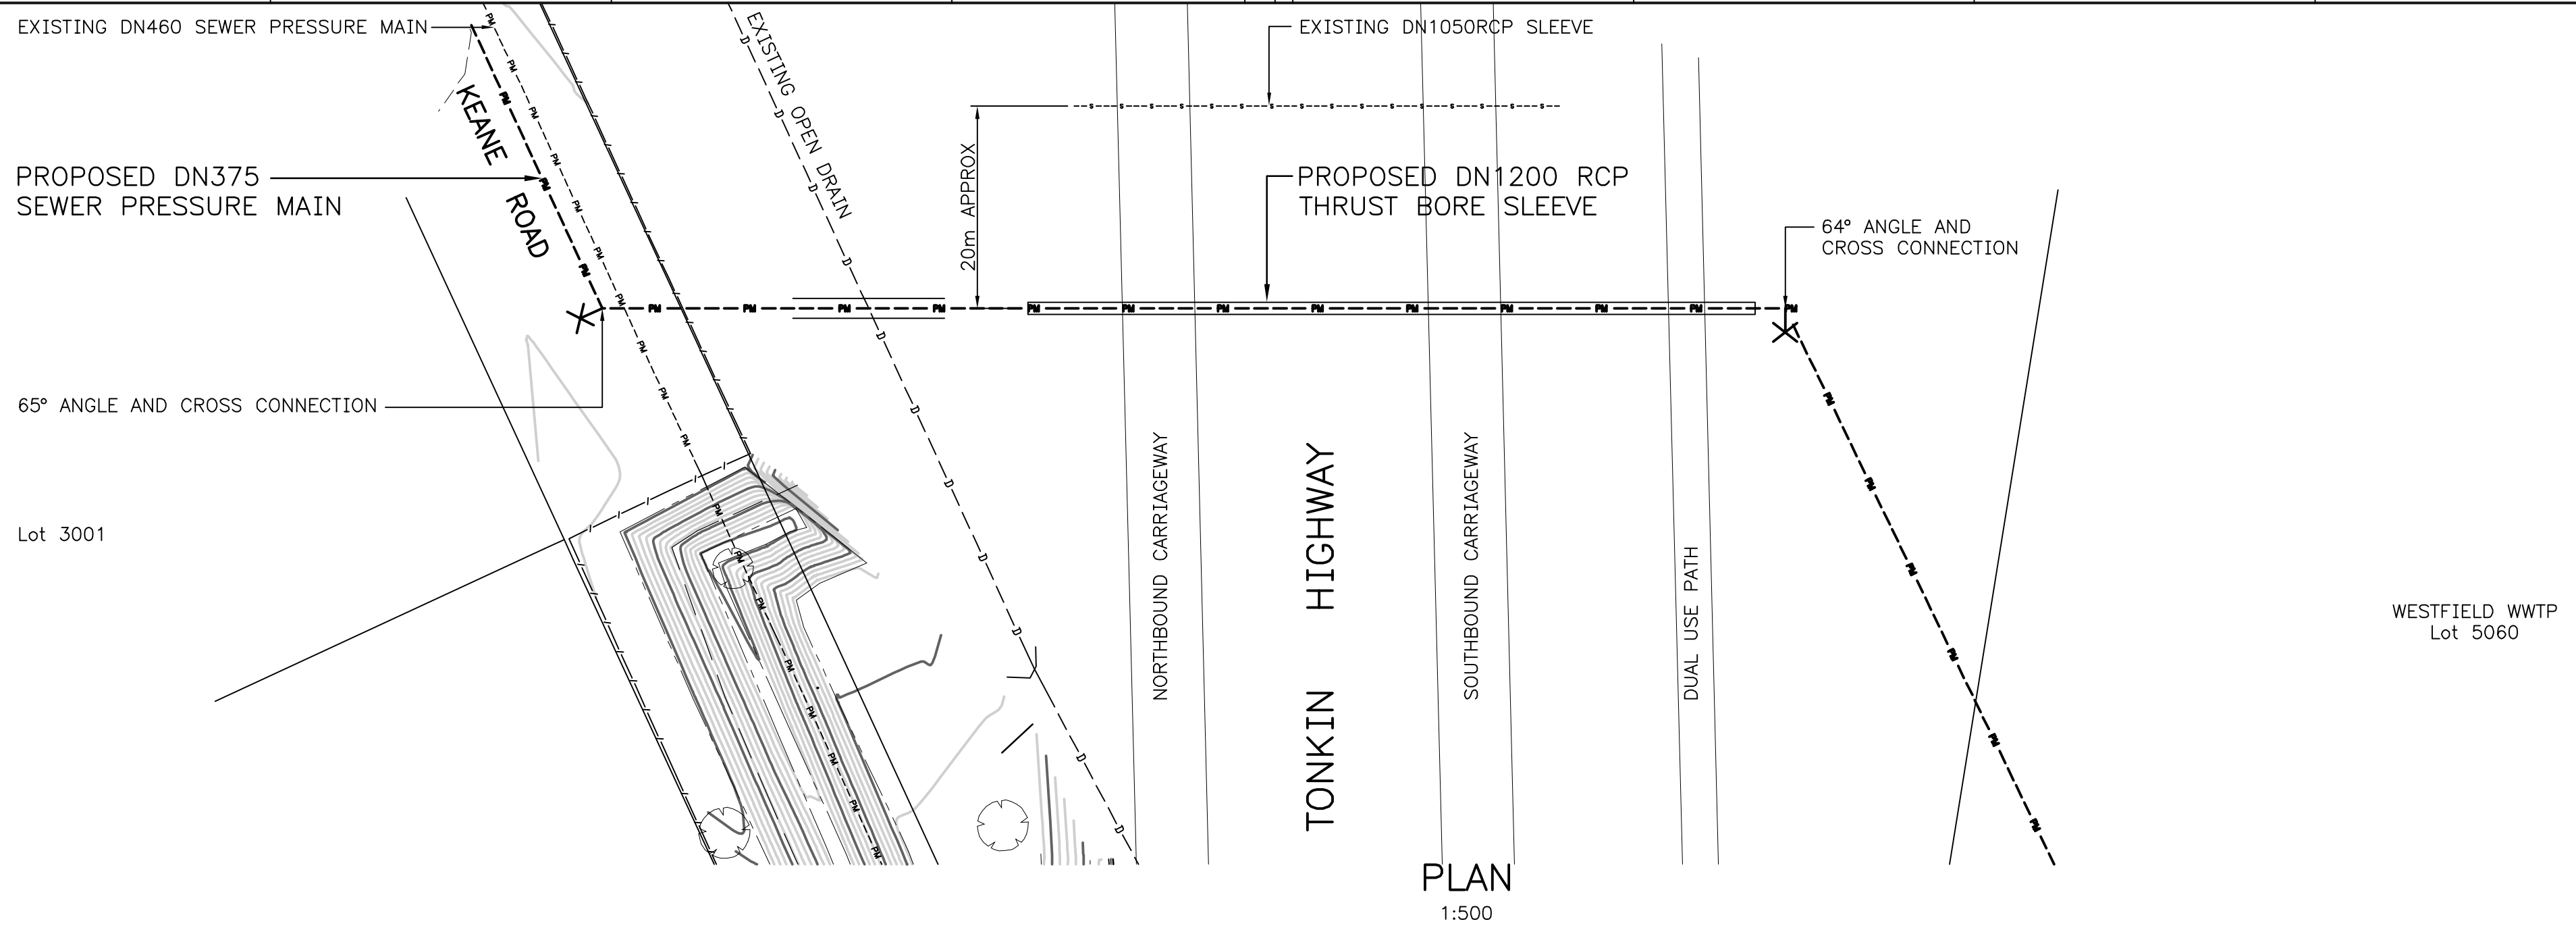 EXISTING DN460 SEWER PRESSURE MAIN
EXISTING OPEN DRAIN
EXISTING DN1050RCP SLEEVE
KEANE ROAD
PROPOSED DN375
SEWER PRESSURE MAIN
20m APPROX
PROPOSED DN1200 RCP
THRUST BORE SLEEVE
64° ANGLE AND
CROSS CONNECTION
65° ANGLE AND CROSS CONNECTION
NORTHBOUND CARRIAGEWAY
TONKIN HIGHWAY
SOUTHBOUND CARRIAGEWAY
DUAL USE PATH
Lot 3001
WESTFIELD WWTP
Lot 5060
PM
D
S
PLAN
1:500